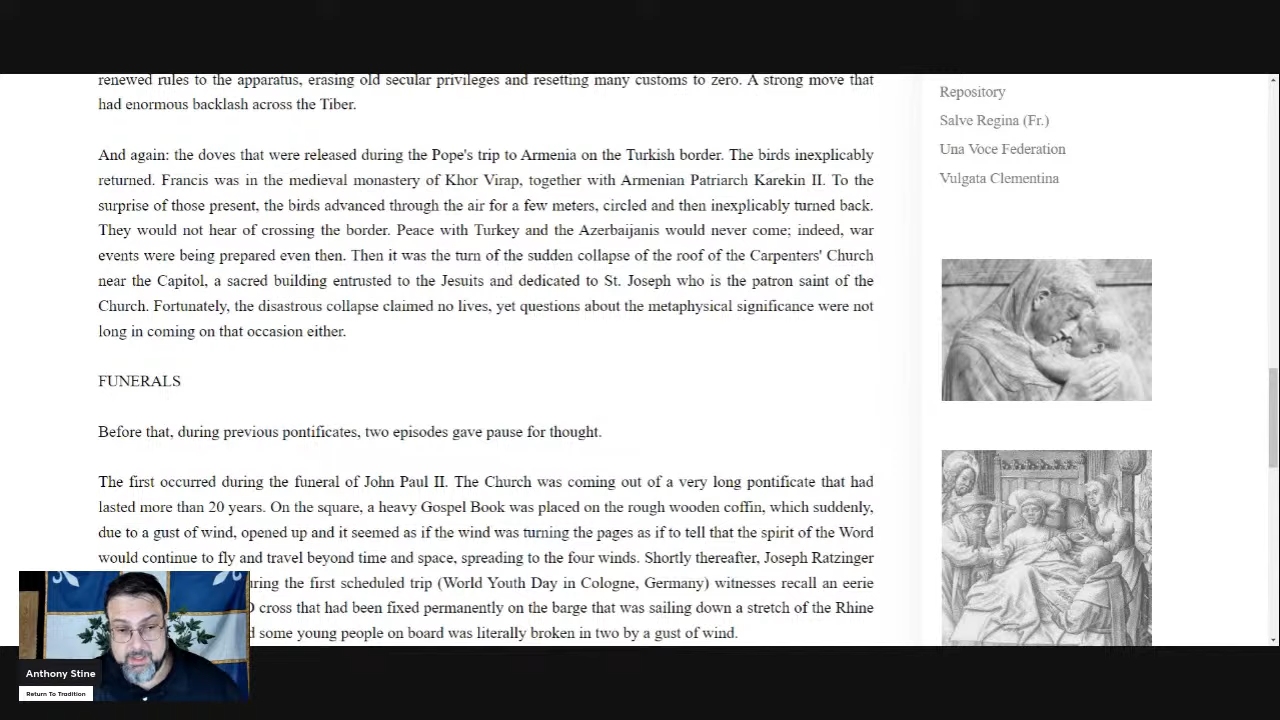 renewed rules to the apparatus, erasing old secular privileges and resetting many customs to zero. A strong move that
had enormous backlash across the Tiber.
And again: the doves that were released during the Pope's trip to Armenia on the Turkish border. The birds inexplicably
returned. Francis was in the medieval monastery of Khor Virap, together with Armenian Patriarch Karekin II. To the
surprise of those present, the birds advanced through the air for a few meters, circled and then inexplicably turned back.
They would not hear of crossing the border. Peace with Turkey and the Azerbaijanis would never come; indeed, war
events were being prepared even then. Then it was the turn of the sudden collapse of the roof of the Carpenters' Church
near the Capitol, a sacred building entrusted to the Jesuits and dedicated to St. Joseph who is the patron saint of the
Church. Fortunately, the disastrous collapse claimed no lives, yet questions about the metaphysical significance were not
long in coming on that occasion either.
FUNERALS
Before that, during previous pontificates, two episodes gave pause for thought.
The first occurred during the funeral of John Paul II. The Church was coming out of a very long pontificate that had
lasted more than 20 years. On the square, a heavy Gospel Book was placed on the rough wooden coffin, which suddenly,
due to a gust of wind, opened up and it seemed as if the wind was turning the pages as if to tell that the spirit of the Word
would continue to fly and travel beyond time and space, spreading to the four winds. Shortly thereafter, Joseph Ratzinger
the first scheduled trip (World Youth Day in Cologne, Germany) witnesses recall an eerie
cross that had been fixed permanently on the barge that was sailing down a stretch of the Rhine
some young people on board was literally broken in two by a gust of wind.
Repository
Salve Regina (Fr.)
Una Voce Federation
Vulgata Clementina
Anthony Stine
Return To Tradition